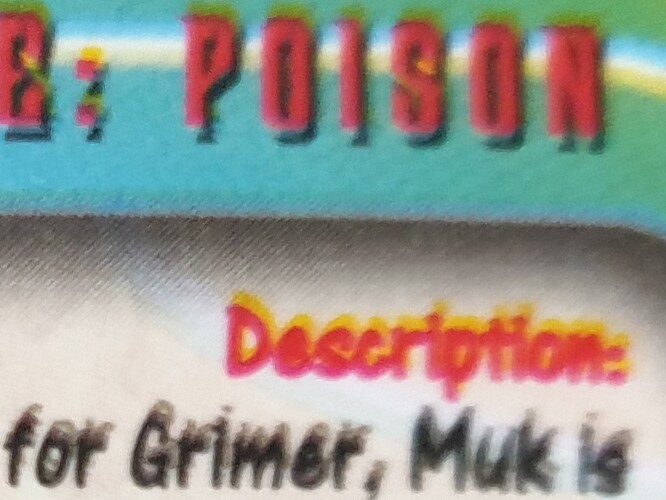 E: POISON
Description:
for Grimer, Muk is